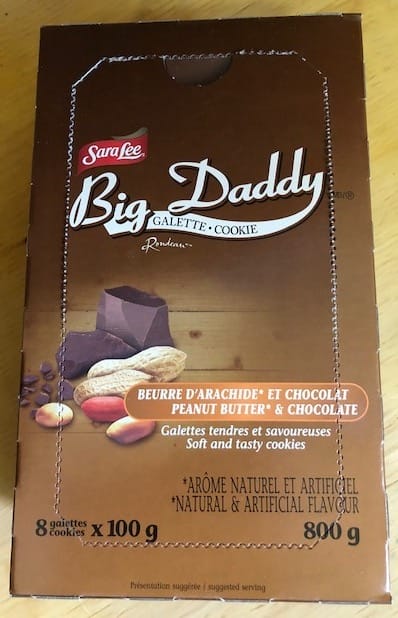 Sara Lee
Big Daddy MD/®
GALETTE • COOKIE
Rondeau
BEURRE D'ARACHIDE* ET CHOCOLAT
PEANUT BUTTER* & CHOCOLATE
Galettes tendres et savoureuses
Soft and tasty cookies
*ARÔME NATUREL ET ARTIFICIEL
*NATURAL & ARTIFICIAL FLAVOUR
8 galettes cookies x 100 g 800 g
Présentation suggérée / suggested serving